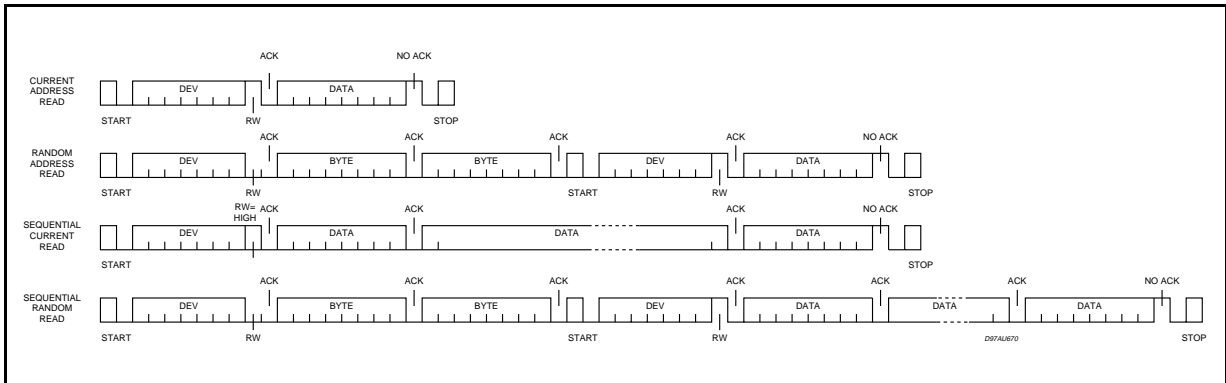 ACK NO ACK
CURRENT
ADDRESS
READ
DEV DATA
START RW STOP
ACK ACK ACK ACK NO ACK
RANDOM
ADDRESS
READ
DEV BYTE BYTE DEV DATA
START RW START RW STOP
RW=
HIGH
ACK ACK ACK NO ACK
SEQUENTIAL
CURRENT
READ
DEV DATA DATA DATA
START STOP
ACK ACK ACK ACK ACK ACK NO ACK
SEQUENTIAL
RANDOM
READ
DEV BYTE BYTE DEV DATA DATA DATA
START RW START RW D97AU670 STOP